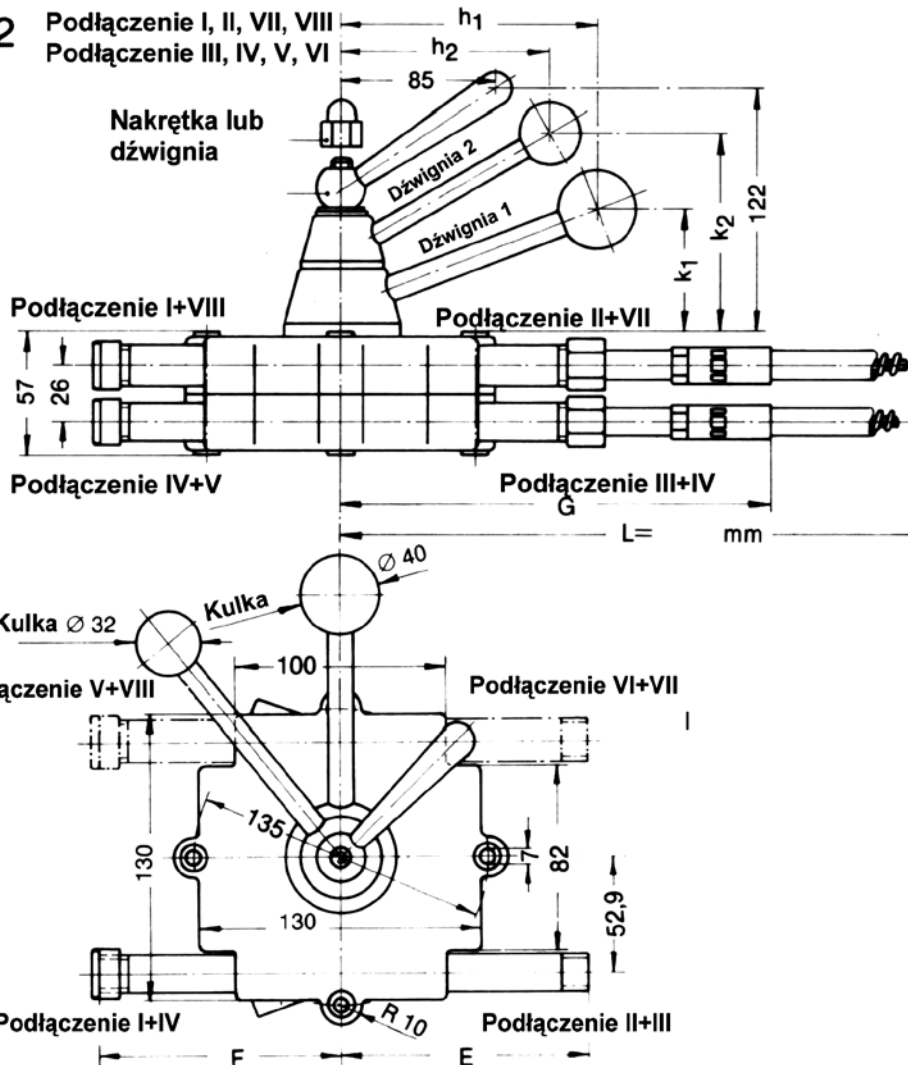 2
Podłączenie I, II, VII, VIII
Podłączenie III, IV, V, VI
h1
h2
85
Nakrętka lub
dźwignia
Dźwignia 2
Dźwignia 1
k1
k2
122
Podłączenie I+VIII
Podłączenie II+VII
57
26
Podłączenie IV+V
Podłączenie III+IV
G
L= mm
Ø 40
Kulka
Kulka Ø 32
100
ączenie V+VIII
Podłączenie VI+VII
I
135
130
130
7
82
52,9
R 10
Podłączenie I+IV
Podłączenie II+III
F
E